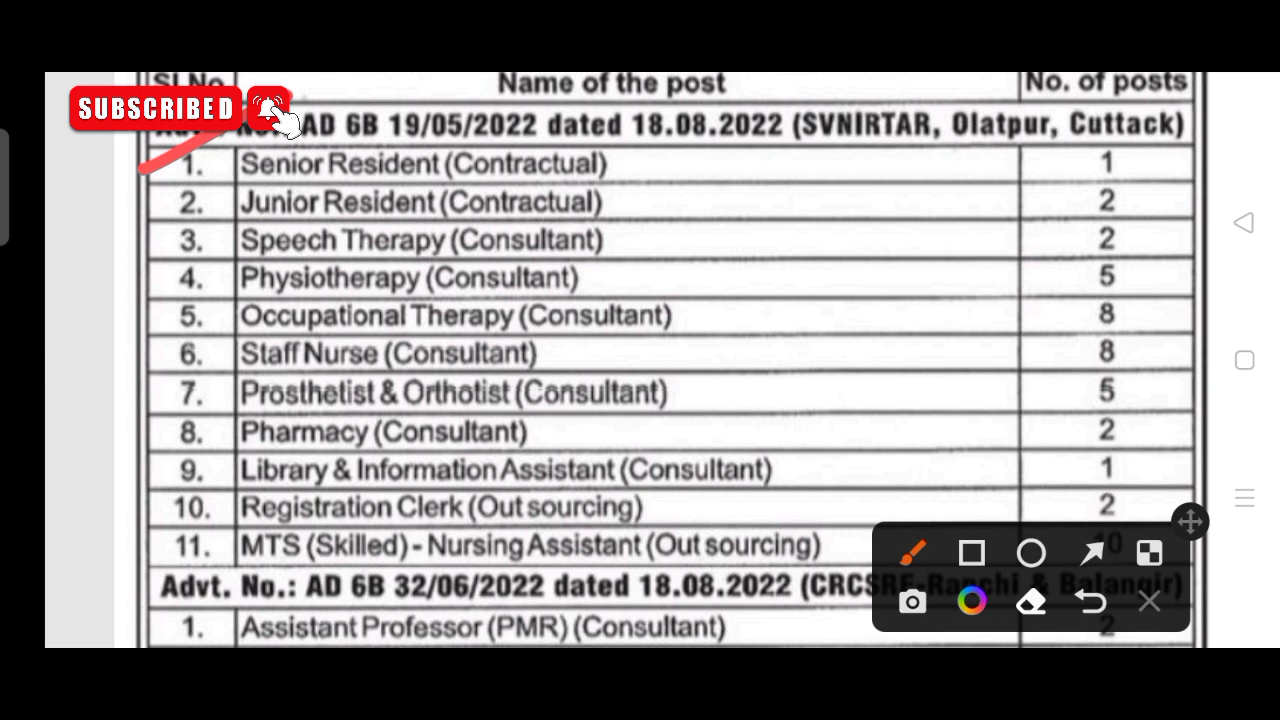 Sl.No. Name of the post No. of posts
SUBSCRIBED
AD 6B 19/05/2022 dated 18.08.2022 (SVNIRTAR, Olatpur, Cuttack)
1. Senior Resident (Contractual) 1
2. Junior Resident (Contractual) 2
3. Speech Therapy (Consultant) 2
4. Physiotherapy (Consultant) 5
5. Occupational Therapy (Consultant) 8
6. Staff Nurse (Consultant) 8
7. Prosthetist & Orthotist (Consultant) 5
8. Pharmacy (Consultant) 2
9. Library & Information Assistant (Consultant) 1
10. Registration Clerk (Out sourcing) 2
11. MTS (Skilled) - Nursing Assistant (Out sourcing) 10
Advt. No.: AD 6B 32/06/2022 dated 18.08.2022 (CRCSRE-Ranchi & Balangir)
1. Assistant Professor (PMR) (Consultant) 2